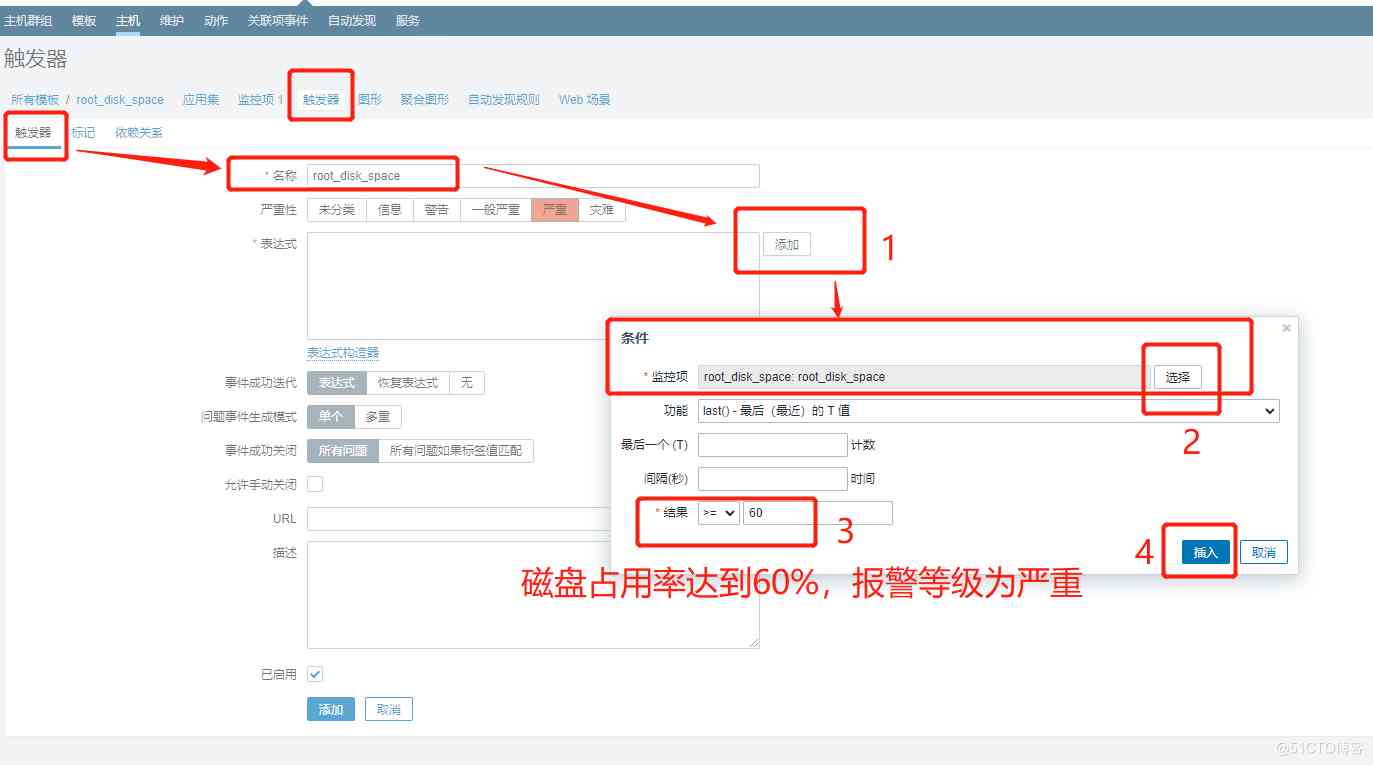 主机群组 模板 主机 维护 动作 关联项事件 自动发现 服务
触发器
所有模板 / root_disk_space 应用集 监控项 1 触发器 图形 聚合图形 自动发现规则 Web 场景
触发器 标记 依赖关系
* 名称 root_disk_space
严重性 未分类 信息 警告 一般严重 严重 灾难
* 表达式 添加 1
条件 ×
表达式构造器
* 监控项 root_disk_space: root_disk_space 选择
事件成功迭代 表达式 恢复表达式 无
功能 last() - 最后（最近）的 T 值
问题事件生成模式 单个 多重
2
最后一个 (T) 计数
事件成功关闭 所有问题 所有问题如果标签值匹配
间隔(秒) 时间
允许手动关闭
* 结果 >= 60 3
URL
描述
4 插入 取消
磁盘占用率达到60%，报警等级为严重
已启用
添加 取消
@51CTO博客